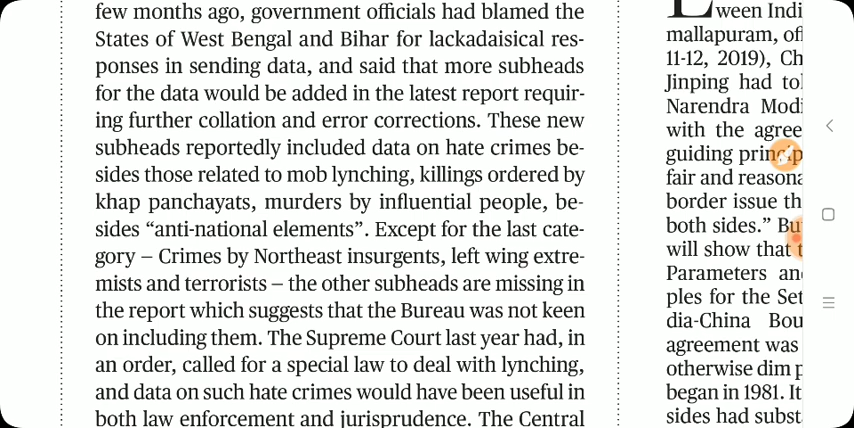 few months ago, government officials had blamed the
States of West Bengal and Bihar for lackadaisical res-
ponses in sending data, and said that more subheads
for the data would be added in the latest report requir-
ing further collation and error corrections. These new
subheads reportedly included data on hate crimes be-
sides those related to mob lynching, killings ordered by
khap panchayats, murders by influential people, be-
sides “anti-national elements”. Except for the last cate-
gory – Crimes by Northeast insurgents, left wing extre-
mists and terrorists – the other subheads are missing in
the report which suggests that the Bureau was not keen
on including them. The Supreme Court last year had, in
an order, called for a special law to deal with lynching,
and data on such hate crimes would have been useful in
both law enforcement and jurisprudence. The Central
ween Indi
mallapuram,
11-12, 2019), Ch
Jinping had
Narendra Modi
with the agree
guiding
fair and reasona
border issue th
both sides.”
will show that
Parameters an
ples for the Set
dia-China Bou
agreement was
otherwise dim
began in 1981. It
sides had subst